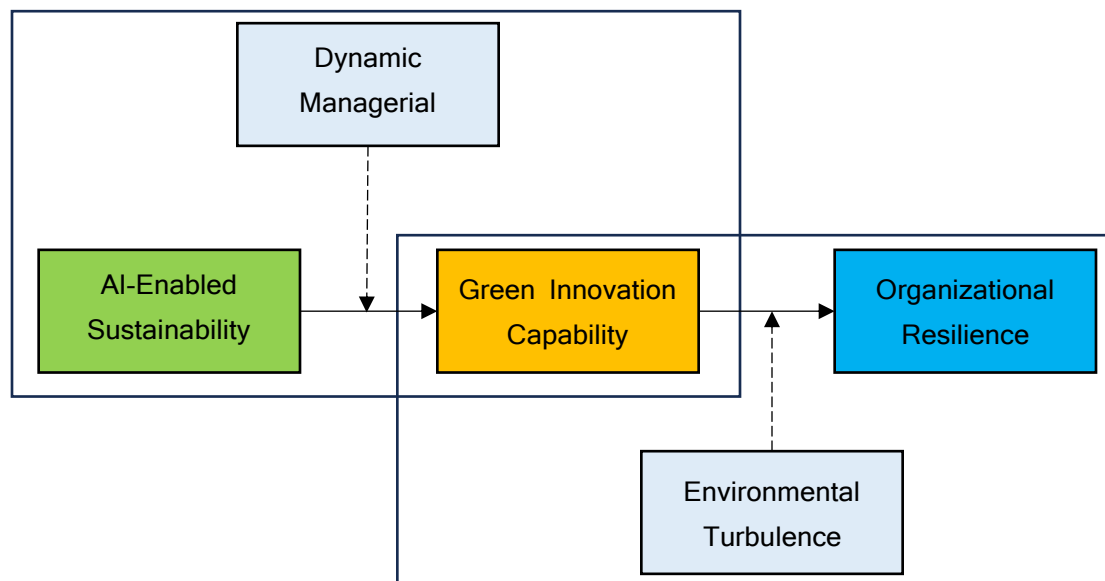 Dynamic
Managerial
AI-Enabled
Sustainability
Green Innovation
Capability
Organizational
Resilience
Environmental
Turbulence